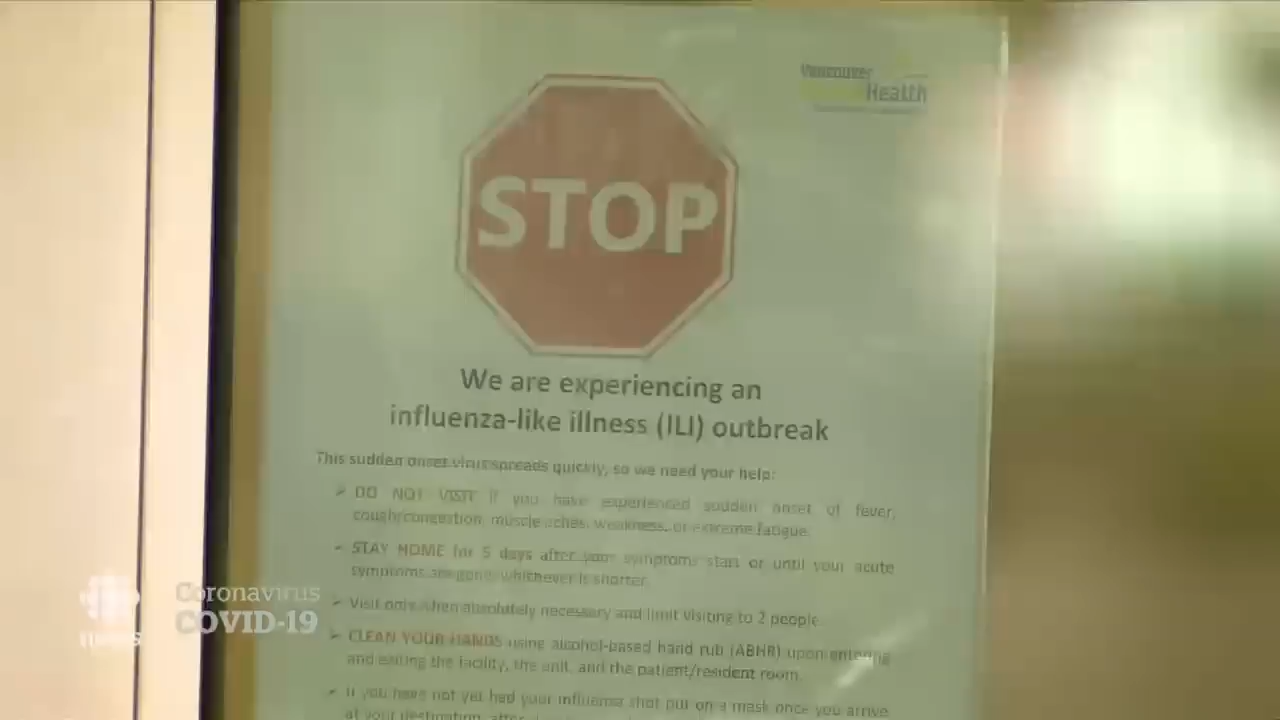 Vancouver
Health
STOP
We are experiencing an
influenza-like illness (ILI) outbreak
This sudden onset virus spreads quickly, so we need your help:
➢ DO NOT VISIT if you have experienced sudden onset of fever,
cough/congestion, muscle aches, weakness, or extreme fatigue.
➢ STAY HOME for 5 days after your symptoms start or until your acute
symptoms are gone, whichever is shorter.
➢ Visit only when absolutely necessary and limit visiting to 2 people.
➢ CLEAN YOUR HANDS using alcohol-based hand rub (ABHR) upon entering
and exiting the facility, the unit, and the patient/resident room.
➢ If you have not yet had your influenza shot put on a mask once you arrive
at your destination, after
Coronavirus
COVID-19
news